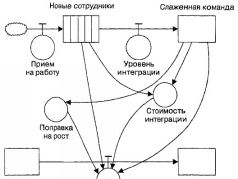 Новые сотрудники
Слаженная команда
Прием
на работу
Уровень
интеграции
Поправка
на рост
Стоимость
интеграции